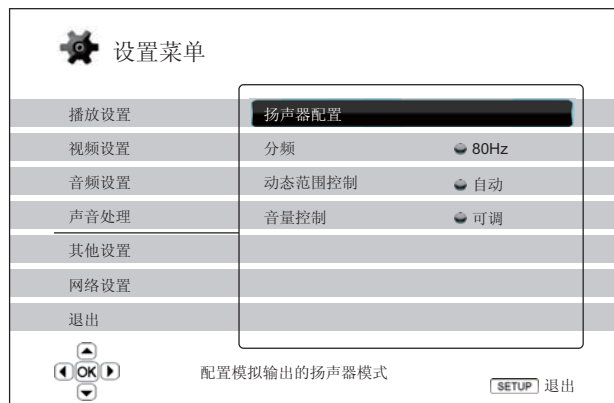 设置菜单
播放设置
扬声器配置
视频设置
分频 80Hz
音频设置
动态范围控制 自动
声音处理
音量控制 可调
其他设置
网络设置
退出
OK
配置模拟输出的扬声器模式
SETUP 退出